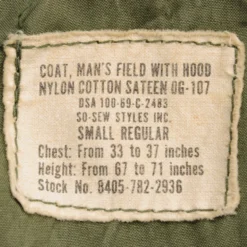 COAT, MAN'S FIELD WITH HOOD
NYLON COTTON SATEEN OG-107
DSA 100-69-C-2483
SO-SEW STYLES INC.
SMALL REGULAR
Chest: From 33 to 37 inches
Height: From 67 to 71 inches
Stock No. 8405-782-2936